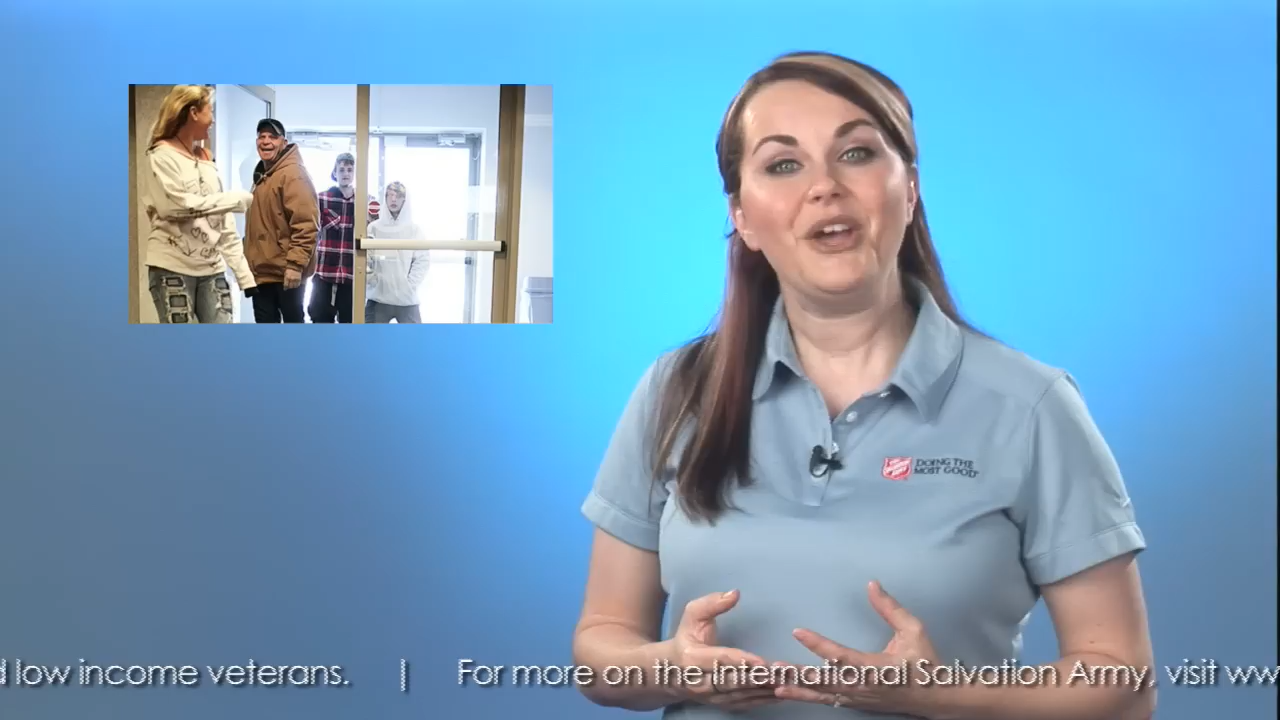 DOING THE
MOST GOOD
low income veterans. | For more on the International Salvation Army, visit